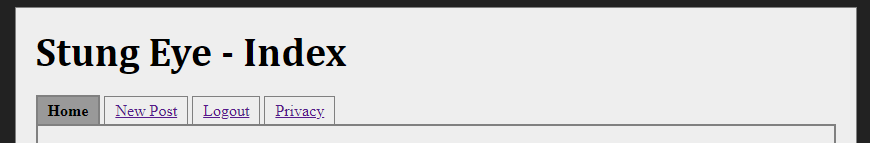 Stung Eye - Index
Home New Post Logout Privacy